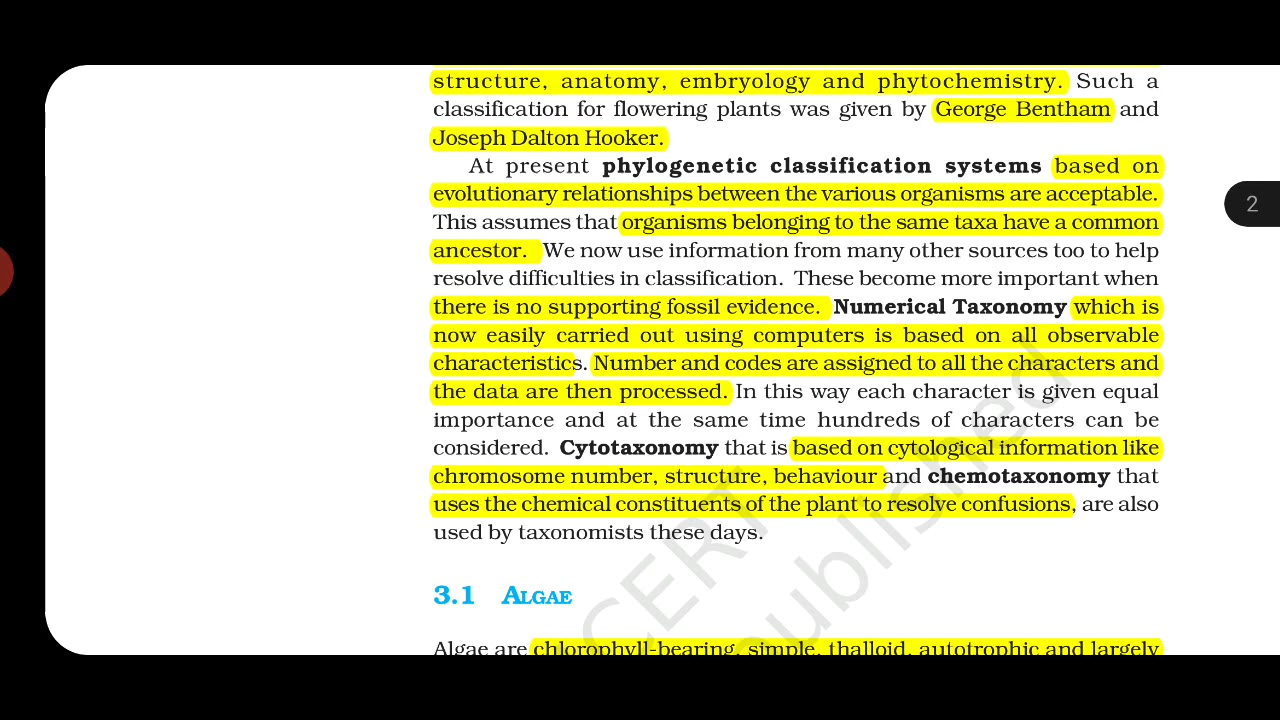 structure, anatomy, embryology and phytochemistry. Such a
classification for flowering plants was given by George Bentham and
Joseph Dalton Hooker.
At present phylogenetic classification systems based on
evolutionary relationships between the various organisms are acceptable.
This assumes that organisms belonging to the same taxa have a common
ancestor. We now use information from many other sources too to help
resolve difficulties in classification. These become more important when
there is no supporting fossil evidence. Numerical Taxonomy which is
now easily carried out using computers is based on all observable
characteristics. Number and codes are assigned to all the characters and
the data are then processed. In this way each character is given equal
importance and at the same time hundreds of characters can be
considered. Cytotaxonomy that is based on cytological information like
chromosome number, structure, behaviour and chemotaxonomy that
uses the chemical constituents of the plant to resolve confusions, are also
used by taxonomists these days.
3.1 ALGAE
Algae are chlorophyll-bearing, simple, thalloid, autotrophic and largely
2
CERT
published